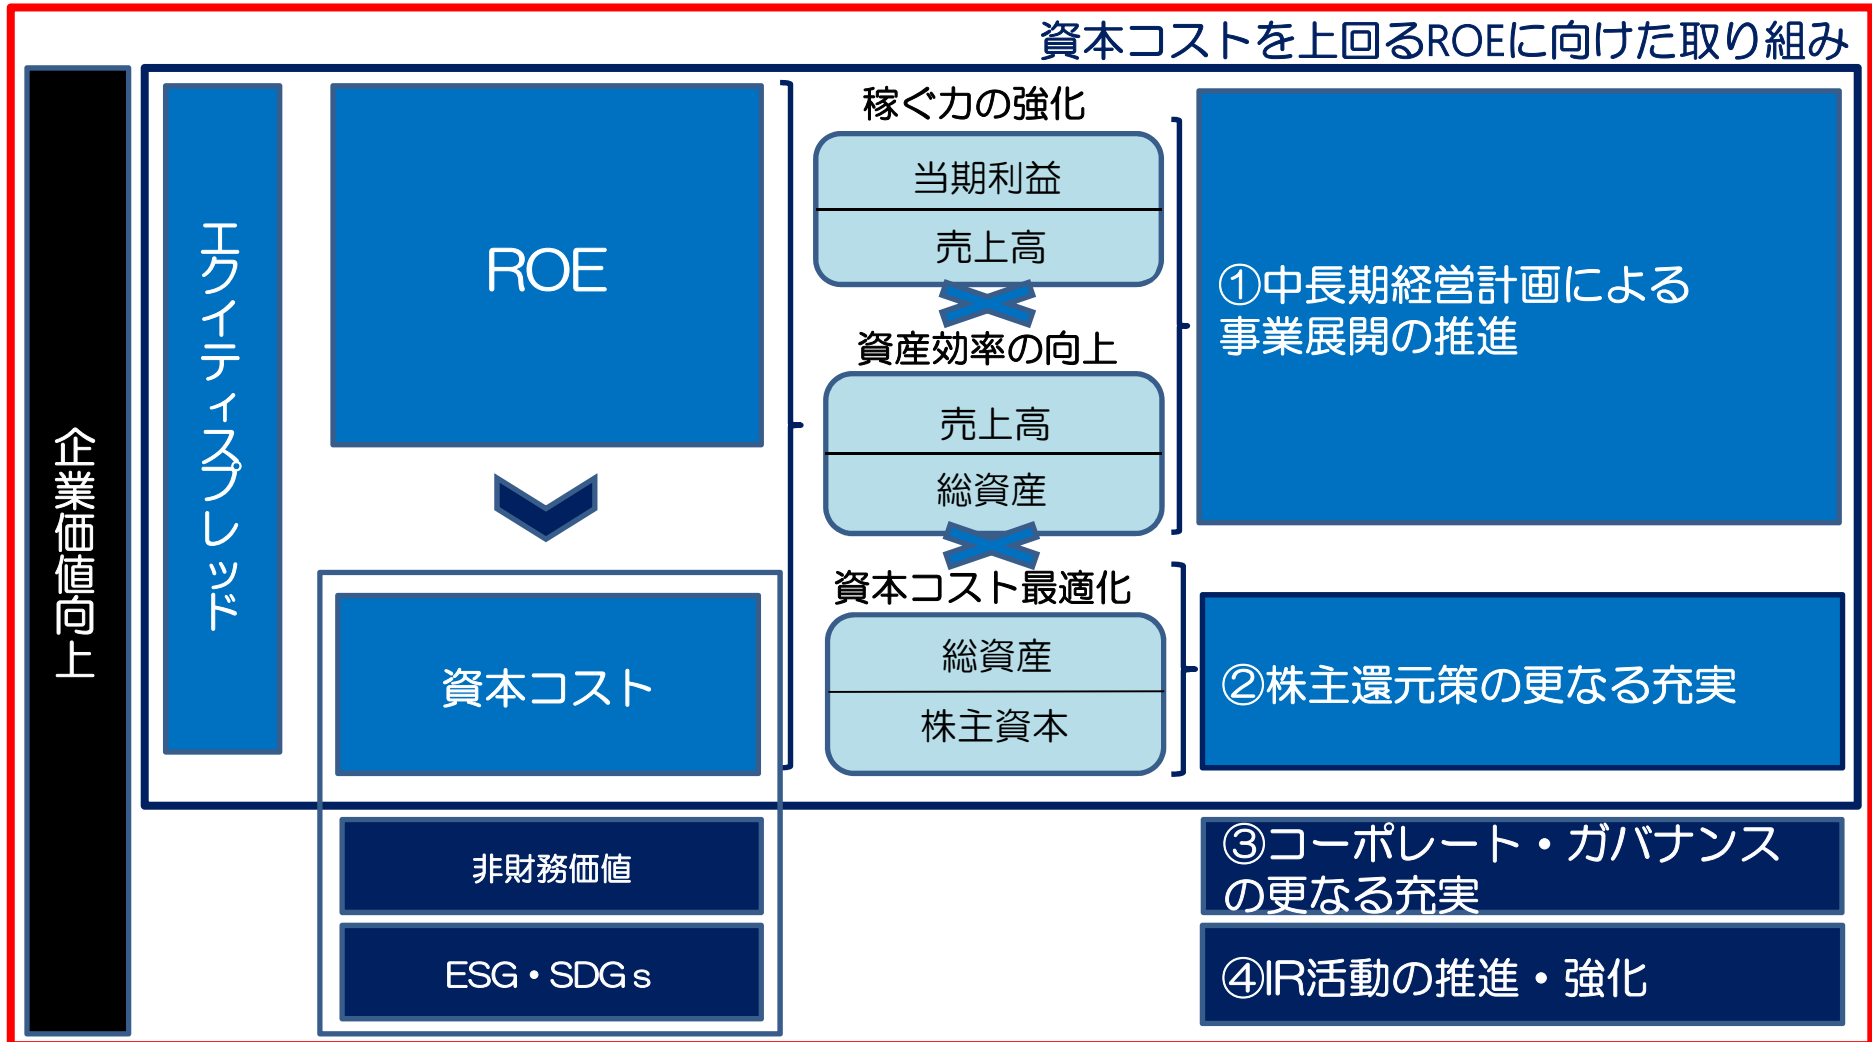 資本コストを上回るROEに向けた取り組み
企業価値向上
エクイティスプレッド
ROE
資本コスト
非財務価値
ESG・SDGs
稼ぐ力の強化
当期利益
売上高
資産効率の向上
売上高
総資産
資本コスト最適化
総資産
株主資本
①中長期経営計画による
事業展開の推進
②株主還元策の更なる充実
③コーポレート・ガバナンス
の更なる充実
④IR活動の推進・強化